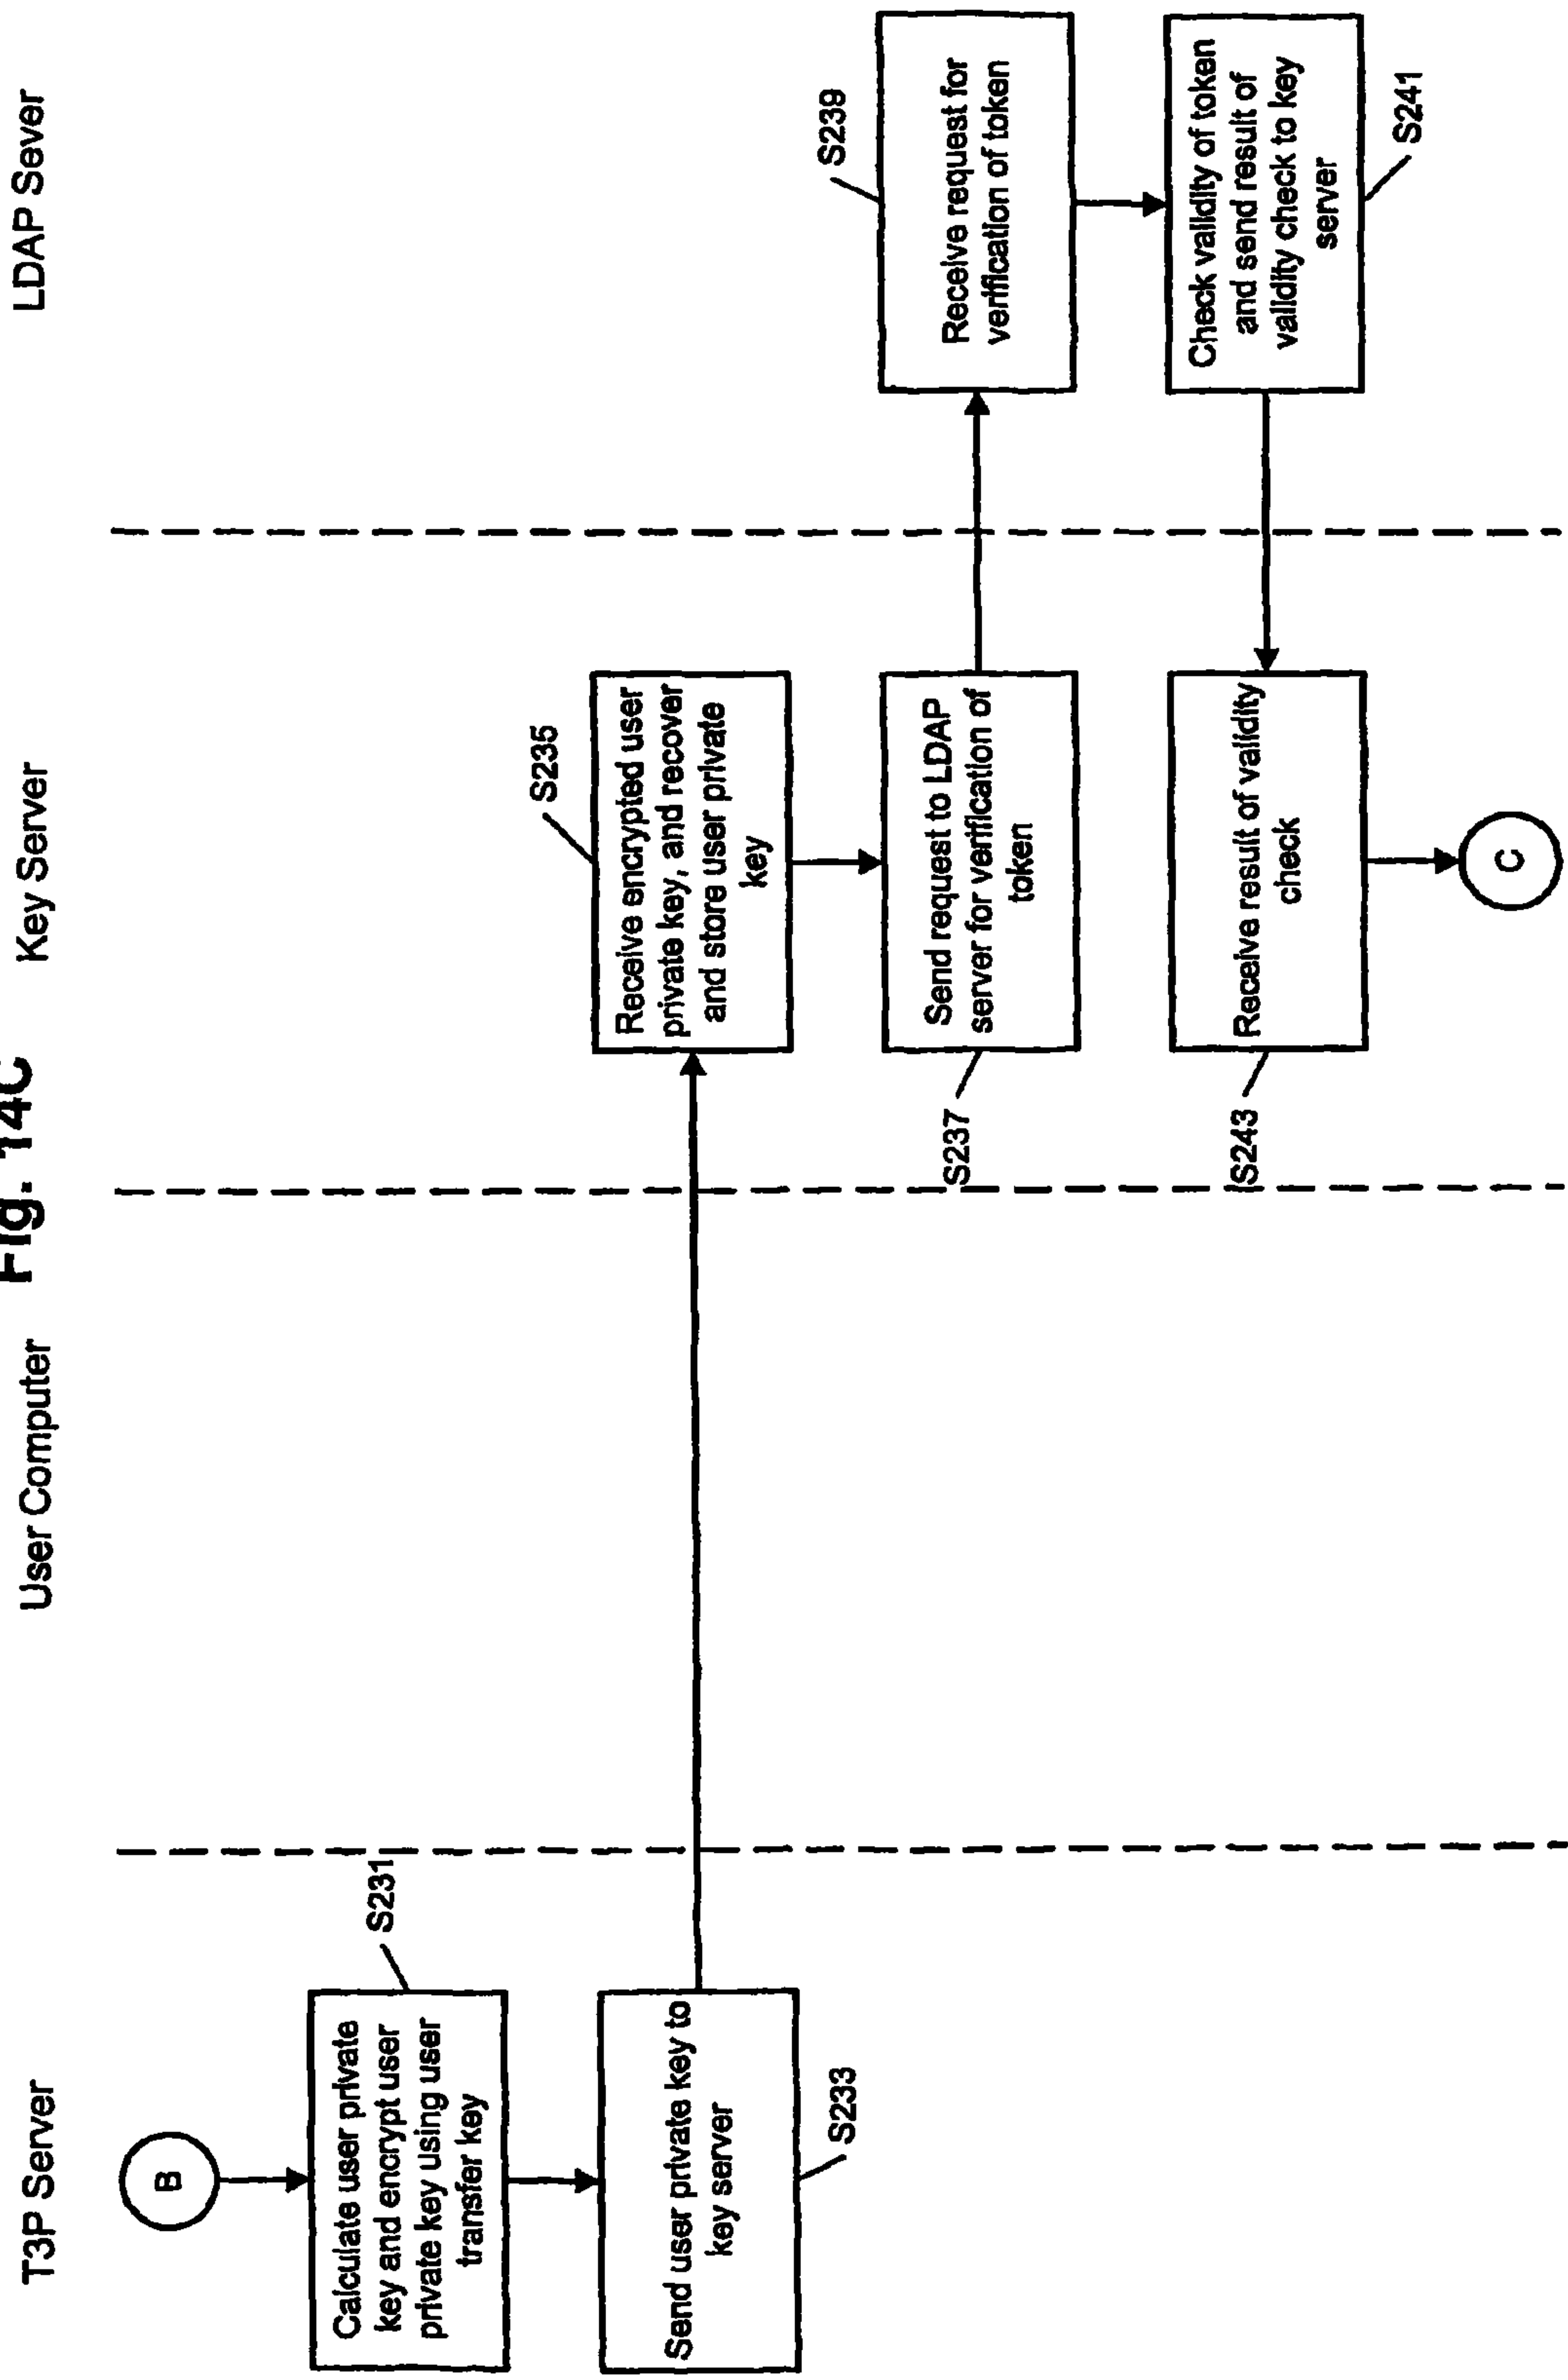 Fig. 14C
T3P Server
User Computer
Key Server
LDAP Sever
B
Calculate user private
key and encrypt user
private key using user
transfer key
S231
Send user private key to
key server
S233
S235
Receive encrypted user
private key, and recover
and store user private
key
Send request to LDAP
server for verification of
token
S237
S239
Receive request for
verification of token
Check validity of token
and send result of
validity check to key
server
S241
Receive result of validity
check
S243
C